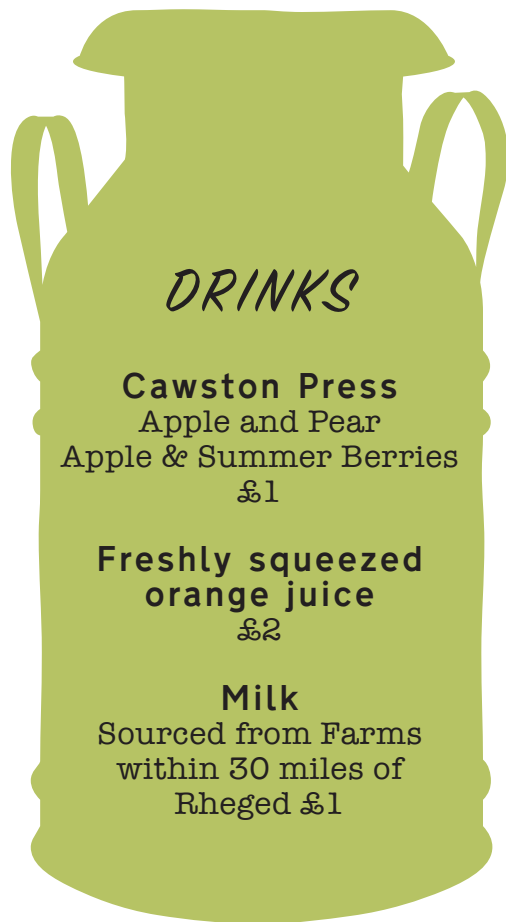 DRINKS
Cawston Press
Apple and Pear
Apple & Summer Berries
£1
Freshly squeezed
orange juice
£2
Milk
Sourced from Farms
within 30 miles of
Rheged £1